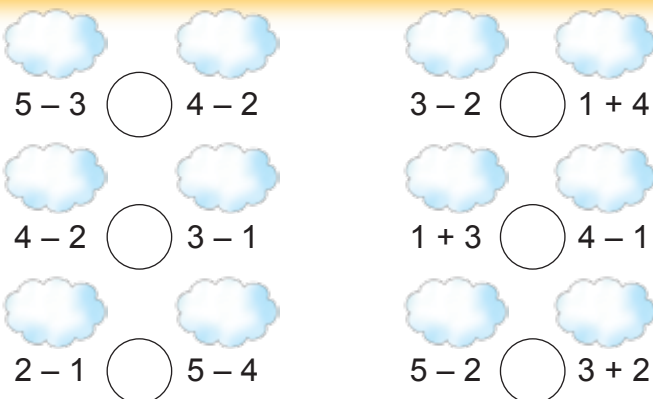 5 – 3 4 – 2 3 – 2 1 + 4
4 – 2 3 – 1 1 + 3 4 – 1
2 – 1 5 – 4 5 – 2 3 + 2